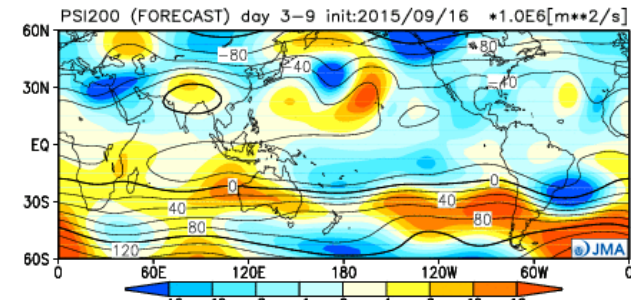 PSI200 (FORECAST) day 3−9 init:2015/09/16 *1.0E6[m**2/s]
60N
30N
EQ
30S
60S
−80
−40
80
−40
0
0
40
40
80
80
−120
JMA
0 60E 120E 180 120W 60W 0